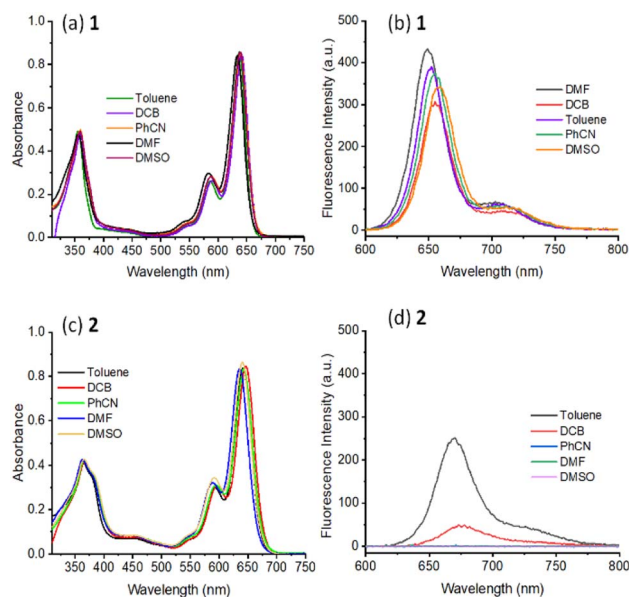 (a) 1
1.0
0.8
0.6
0.4
0.2
0.0
Absorbance
Toluene
DCB
PhCN
DMF
DMSO
350 400 450 500 550 600 650 700 750
Wavelength (nm)
(b) 1
500
400
300
200
100
50
0
Fluorescence Intensity (a.u.)
DMF
DCB
Toluene
PhCN
DMSO
600 650 700 750 800
Wavelength (nm)
(c) 2
1.0
0.8
0.6
0.4
0.2
0.0
Absorbance
Toluene
DCB
PhCN
DMF
DMSO
350 400 450 500 550 600 650 700 750
Wavelength (nm)
(d) 2
500
400
300
200
100
50
0
Fluorescence Intensity (a.u.)
Toluene
DCB
PhCN
DMF
DMSO
600 650 700 750 800
Wavelength (nm)